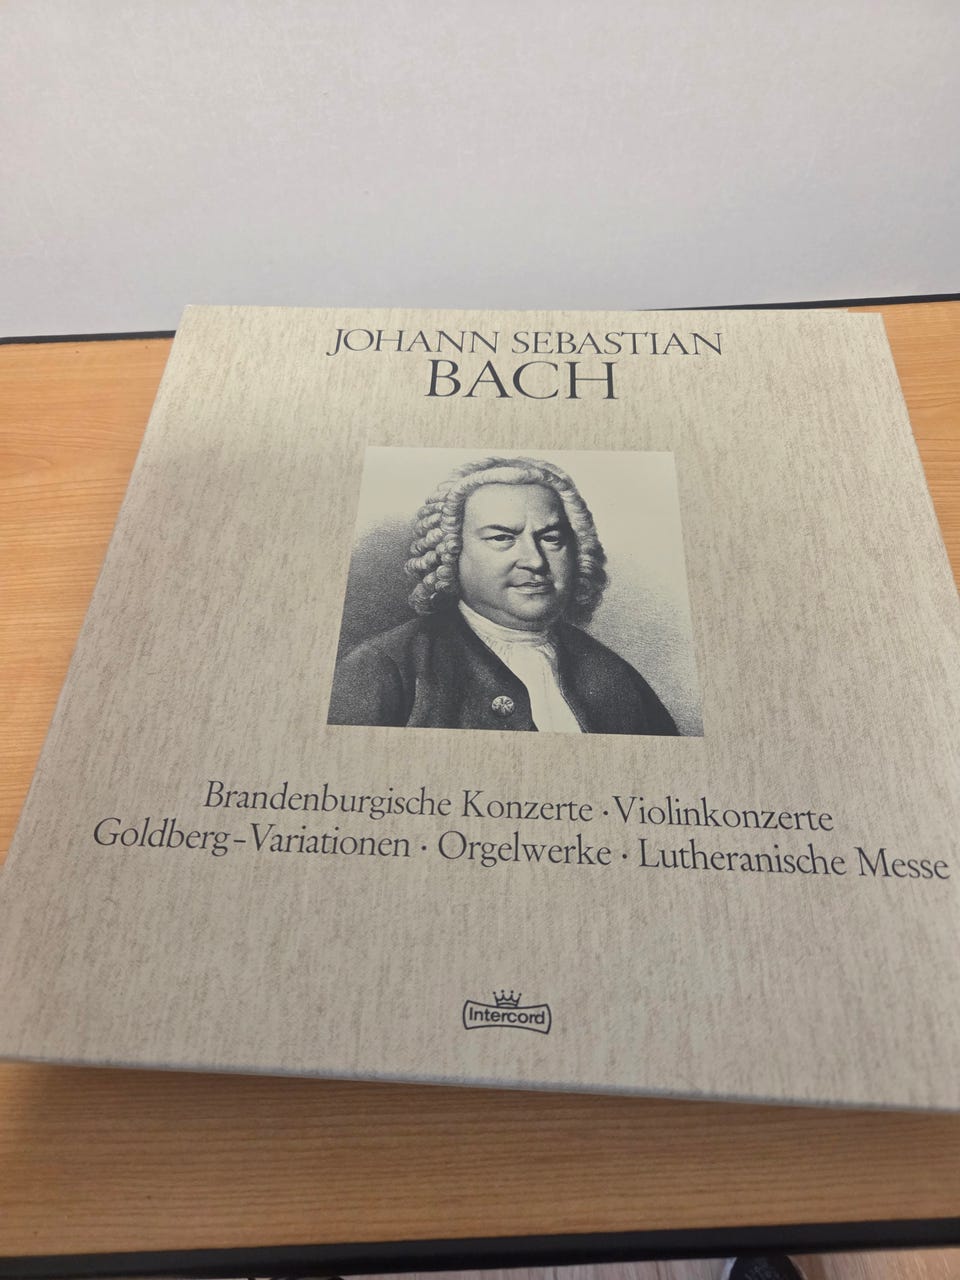 JOHANN SEBASTIAN
BACH
Brandenburgische Konzerte · Violinkonzerte
Goldberg-Variationen · Orgelwerke · Lutheranische Messe
Intercord